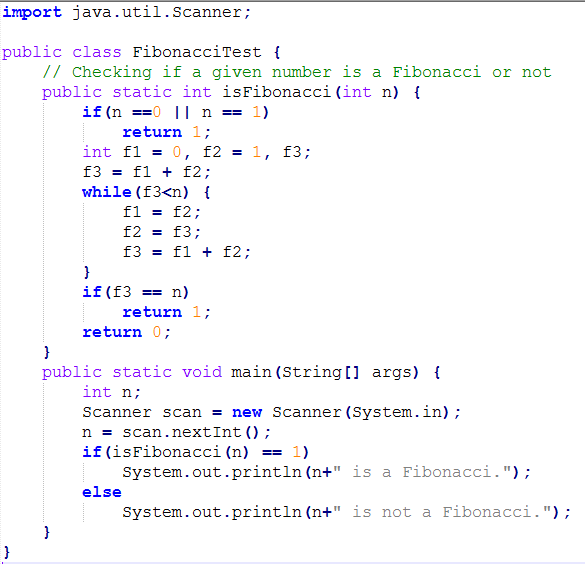 import java.util.Scanner;

public class FibonacciTest {
    // Checking if a given number is a Fibonacci or not
    public static int isFibonacci(int n) {
        if(n ==0 || n == 1)
            return 1;
        int f1 = 0, f2 = 1, f3;
        f3 = f1 + f2;
        while(f3<n) {
            f1 = f2;
            f2 = f3;
            f3 = f1 + f2;
        }
        if(f3 == n)
            return 1;
        return 0;
    }
    public static void main(String[] args) {
        int n;
        Scanner scan = new Scanner(System.in);
        n = scan.nextInt();
        if(isFibonacci(n) == 1)
            System.out.println(n+" is a Fibonacci.");
        else
            System.out.println(n+" is not a Fibonacci.");
    }
}